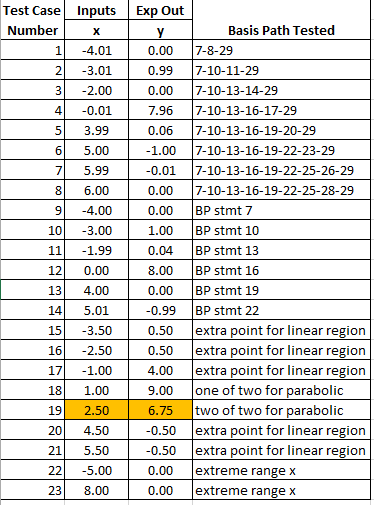 Test Case Inputs Exp Out
Number x y Basis Path Tested
1 -4.01 0.00 7-8-29
2 -3.01 0.99 7-10-11-29
3 -2.00 0.00 7-10-13-14-29
4 -0.01 7.96 7-10-13-16-17-29
5 3.99 0.06 7-10-13-16-19-20-29
6 5.00 -1.00 7-10-13-16-19-22-23-29
7 5.99 -0.01 7-10-13-16-19-22-25-26-29
8 6.00 0.00 7-10-13-16-19-22-25-28-29
9 -4.00 0.00 BP stmt 7
10 -3.00 1.00 BP stmt 10
11 -1.99 0.04 BP stmt 13
12 0.00 8.00 BP stmt 16
13 4.00 0.00 BP stmt 19
14 5.01 -0.99 BP stmt 22
15 -3.50 0.50 extra point for linear region
16 -2.50 0.50 extra point for linear region
17 -1.00 4.00 extra point for linear region
18 1.00 9.00 one of two for parabolic
19 2.50 6.75 two of two for parabolic
20 4.50 -0.50 extra point for linear region
21 5.50 -0.50 extra point for linear region
22 -5.00 0.00 extreme range x
23 8.00 0.00 extreme range x